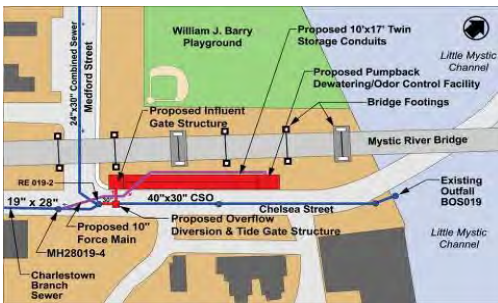 William J. Barry
Playground
Proposed 10'x17' Twin
Storage Conduits
Little Mystic
Channel
Proposed Pumpback
Dewatering/Odor Control Facility
24"x30" Combined Sewer
Medford Street
Bridge Footings
Proposed Influent
Gate Structure
Mystic River Bridge
RE 019-2
Existing
Outfall
BOS019
19" x 28"
40"x30" CSO
Chelsea Street
Proposed 10"
Force Main
Proposed Overflow
Diversion & Tide Gate Structure
MH28019-4
Little Mystic
Channel
Charlestown
Branch
Sewer